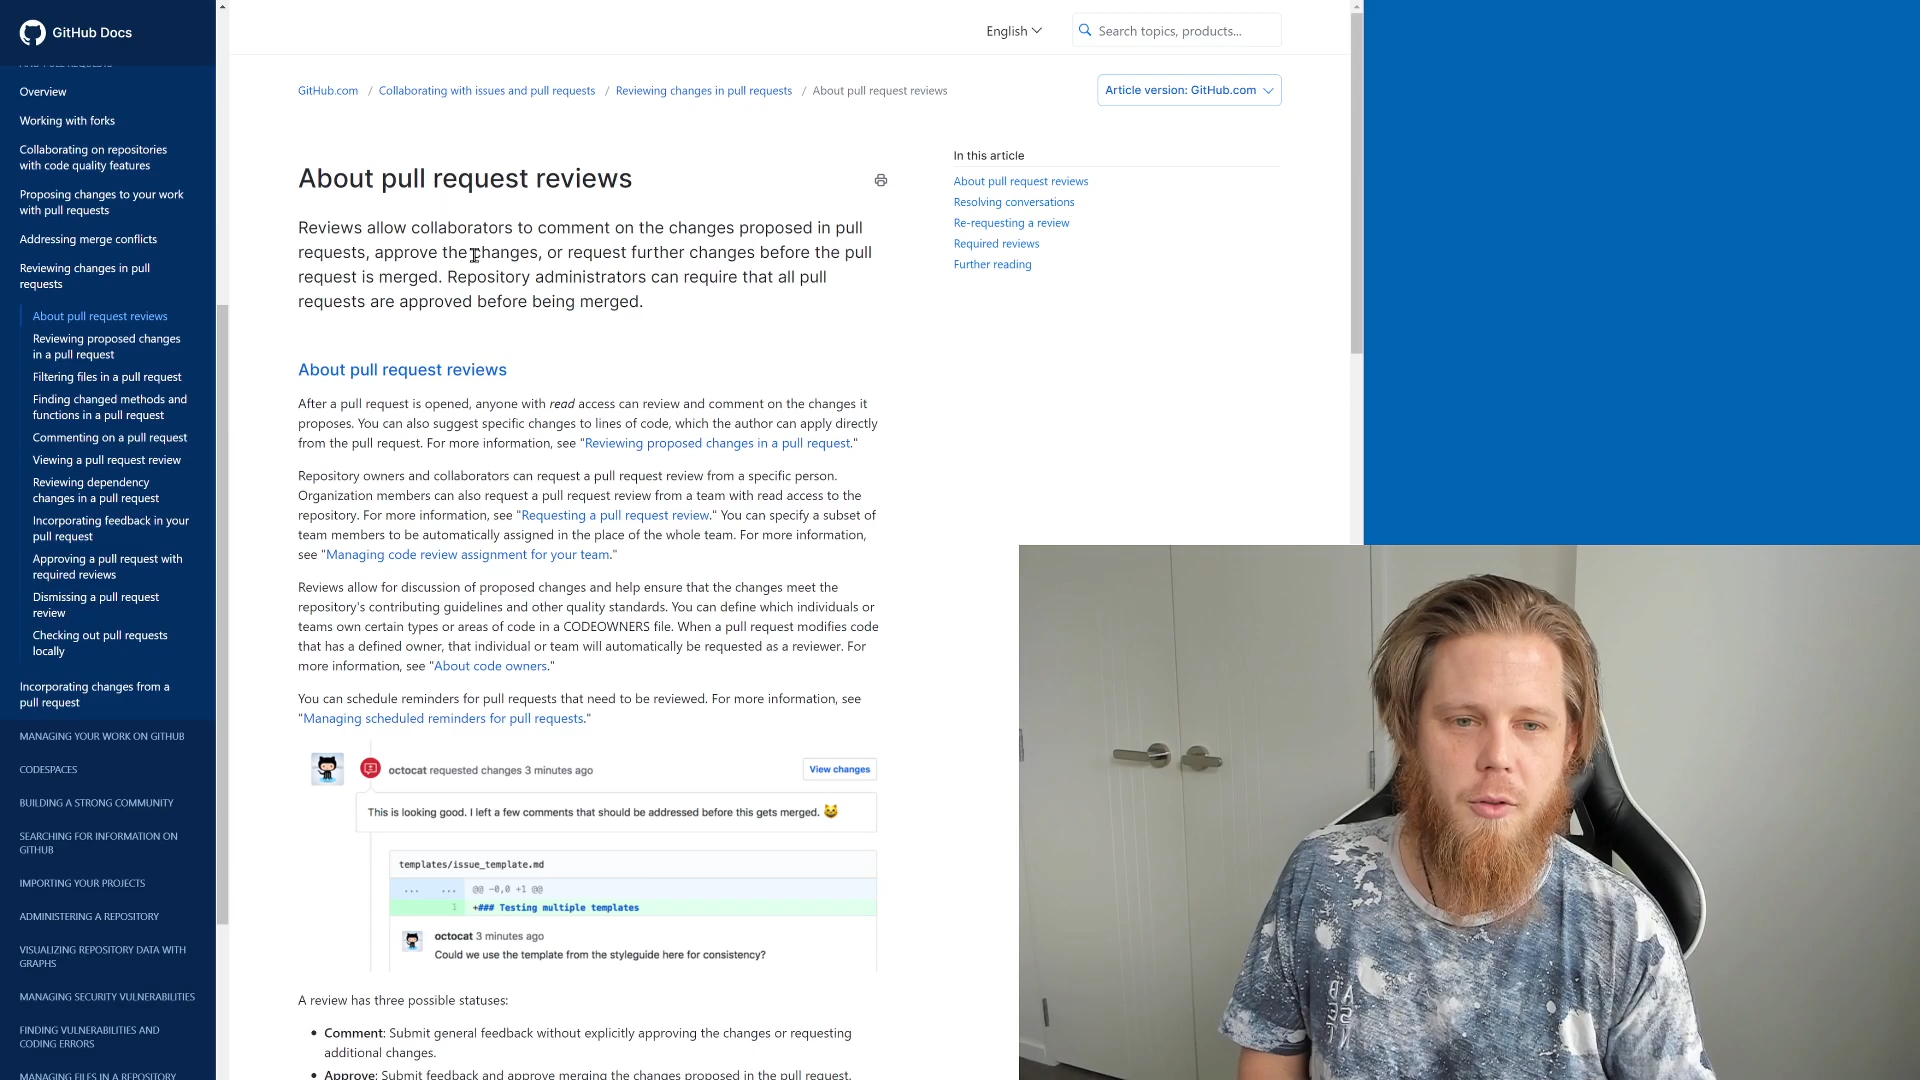 GitHub Docs
Overview
Working with forks
Collaborating on repositories
with code quality features
Proposing changes to your work
with pull requests
Addressing merge conflicts
Reviewing changes in pull
requests
About pull request reviews
Reviewing proposed changes
in a pull request
Filtering files in a pull request
Finding changed methods and
functions in a pull request
Commenting on a pull request
Viewing a pull request review
Reviewing dependency
changes in a pull request
Incorporating feedback in your
pull request
Approving a pull request with
required reviews
Dismissing a pull request
review
Checking out pull requests
locally
Incorporating changes from a
pull request
MANAGING YOUR WORK ON GITHUB
CODESPACES
BUILDING A STRONG COMMUNITY
SEARCHING FOR INFORMATION ON
GITHUB
IMPORTING YOUR PROJECTS
ADMINISTERING A REPOSITORY
VISUALIZING REPOSITORY DATA WITH
GRAPHS
MANAGING SECURITY VULNERABILITIES
FINDING VULNERABILITIES AND
CODING ERRORS
MANAGING FILES IN A REPOSITORY
English
Search topics, products...
GitHub.com / Collaborating with issues and pull requests / Reviewing changes in pull requests / About pull request reviews
Article version: GitHub.com
About pull request reviews
Reviews allow collaborators to comment on the changes proposed in pull
requests, approve the changes, or request further changes before the pull
request is merged. Repository administrators can require that all pull
requests are approved before being merged.
In this article
About pull request reviews
Resolving conversations
Re-requesting a review
Required reviews
Further reading
About pull request reviews
After a pull request is opened, anyone with read access can review and comment on the changes it
proposes. You can also suggest specific changes to lines of code, which the author can apply directly
from the pull request. For more information, see "Reviewing proposed changes in a pull request."
Repository owners and collaborators can request a pull request review from a specific person.
Organization members can also request a pull request review from a team with read access to the
repository. For more information, see "Requesting a pull request review." You can specify a subset of
team members to be automatically assigned in the place of the whole team. For more information,
see "Managing code review assignment for your team."
Reviews allow for discussion of proposed changes and help ensure that the changes meet the
repository's contributing guidelines and other quality standards. You can define which individuals or
teams own certain types or areas of code in a CODEOWNERS file. When a pull request modifies code
that has a defined owner, that individual or team will automatically be requested as a reviewer. For
more information, see "About code owners."
You can schedule reminders for pull requests that need to be reviewed. For more information, see
"Managing scheduled reminders for pull requests."
octocat requested changes 3 minutes ago
View changes
This is looking good. I left a few comments that should be addressed before this gets merged. 😺
templates/issue_template.md
... ... @@ -0,0 +1 @@
1 +### Testing multiple templates
octocat 3 minutes ago
Could we use the template from the styleguide here for consistency?
A review has three possible statuses:
• Comment: Submit general feedback without explicitly approving the changes or requesting
additional changes.
• Approve: Submit feedback and approve merging the changes proposed in the pull request.